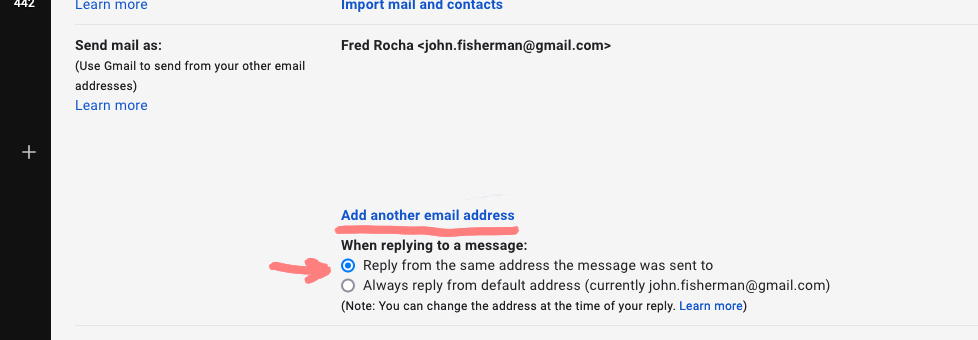 442
Learn more
Import mail and contacts
Send mail as:
Fred Rocha <john.fisherman@gmail.com>
(Use Gmail to send from your other email
addresses)
Learn more
+
Add another email address
When replying to a message:
Reply from the same address the message was sent to
Always reply from default address (currently john.fisherman@gmail.com)
(Note: You can change the address at the time of your reply. Learn more)